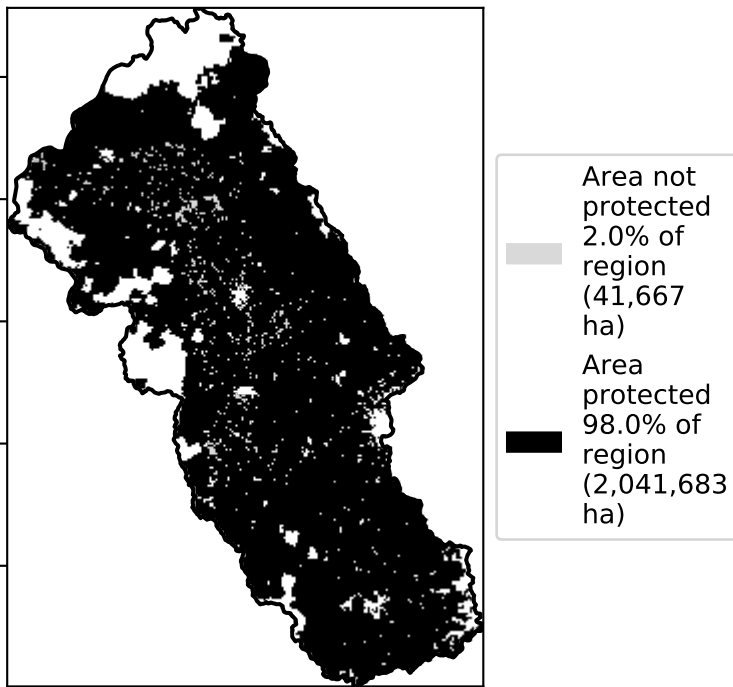 Area not
protected
2.0% of
region
(41,667
ha)
Area
protected
98.0% of
region
(2,041,683
ha)